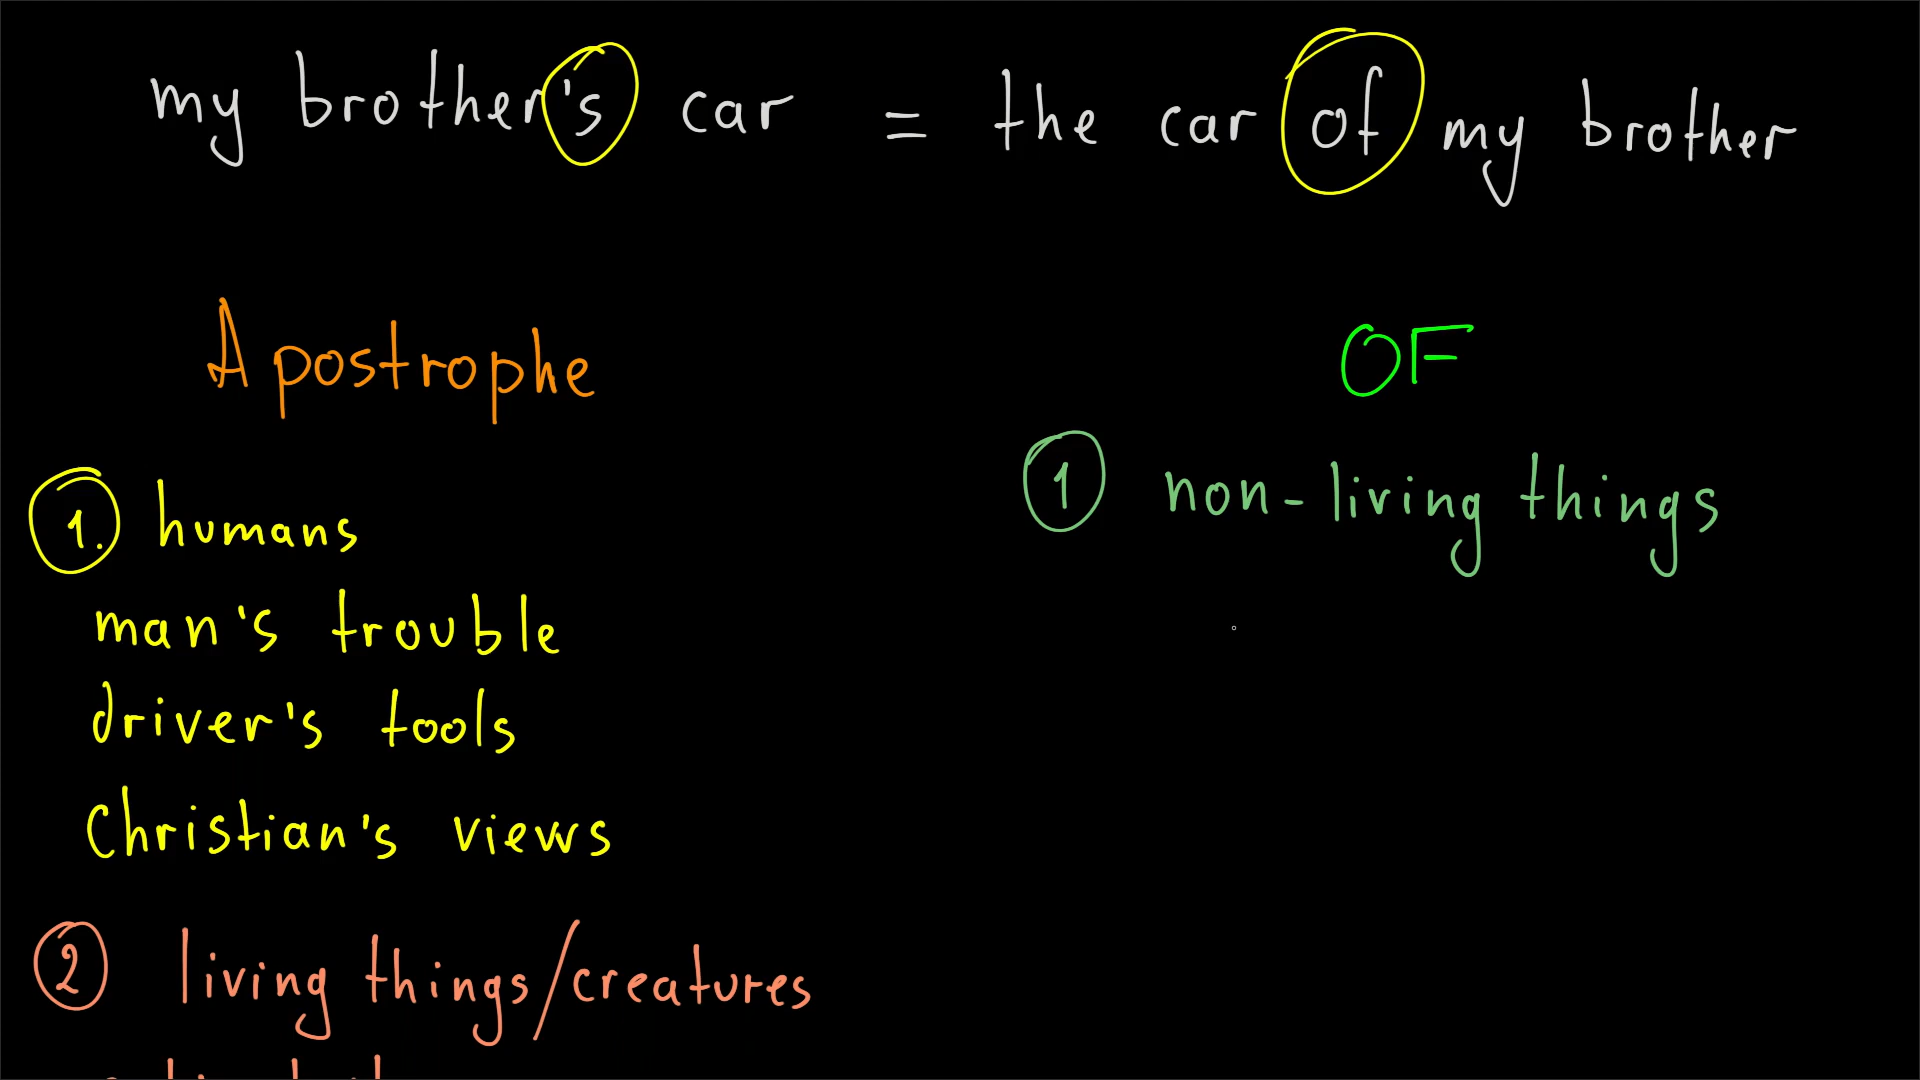 my brother's car = the car of my brother
Apostrophe
OF
1. humans
1 non-living things
man's trouble
driver's tools
Christian's views
2 living things/creatures